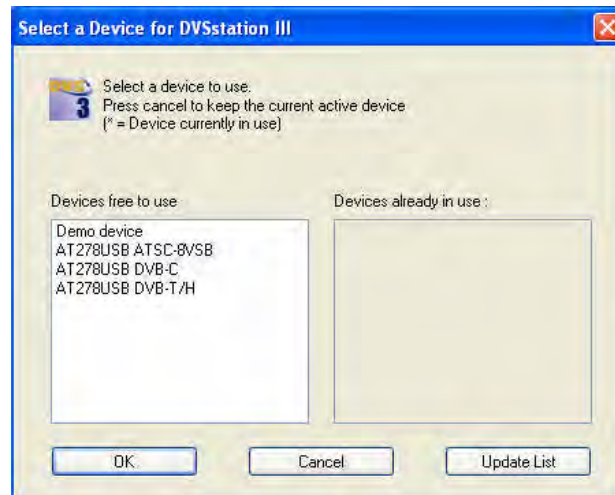 Select a Device for DVSstation III
3
Select a device to use.
Press cancel to keep the current active device
(* = Device currently in use)
Devices free to use
Devices already in use :
Demo device
AT278USB ATSC-8VSB
AT278USB DVB-C
AT278USB DVB-T/H
OK
Cancel
Update List